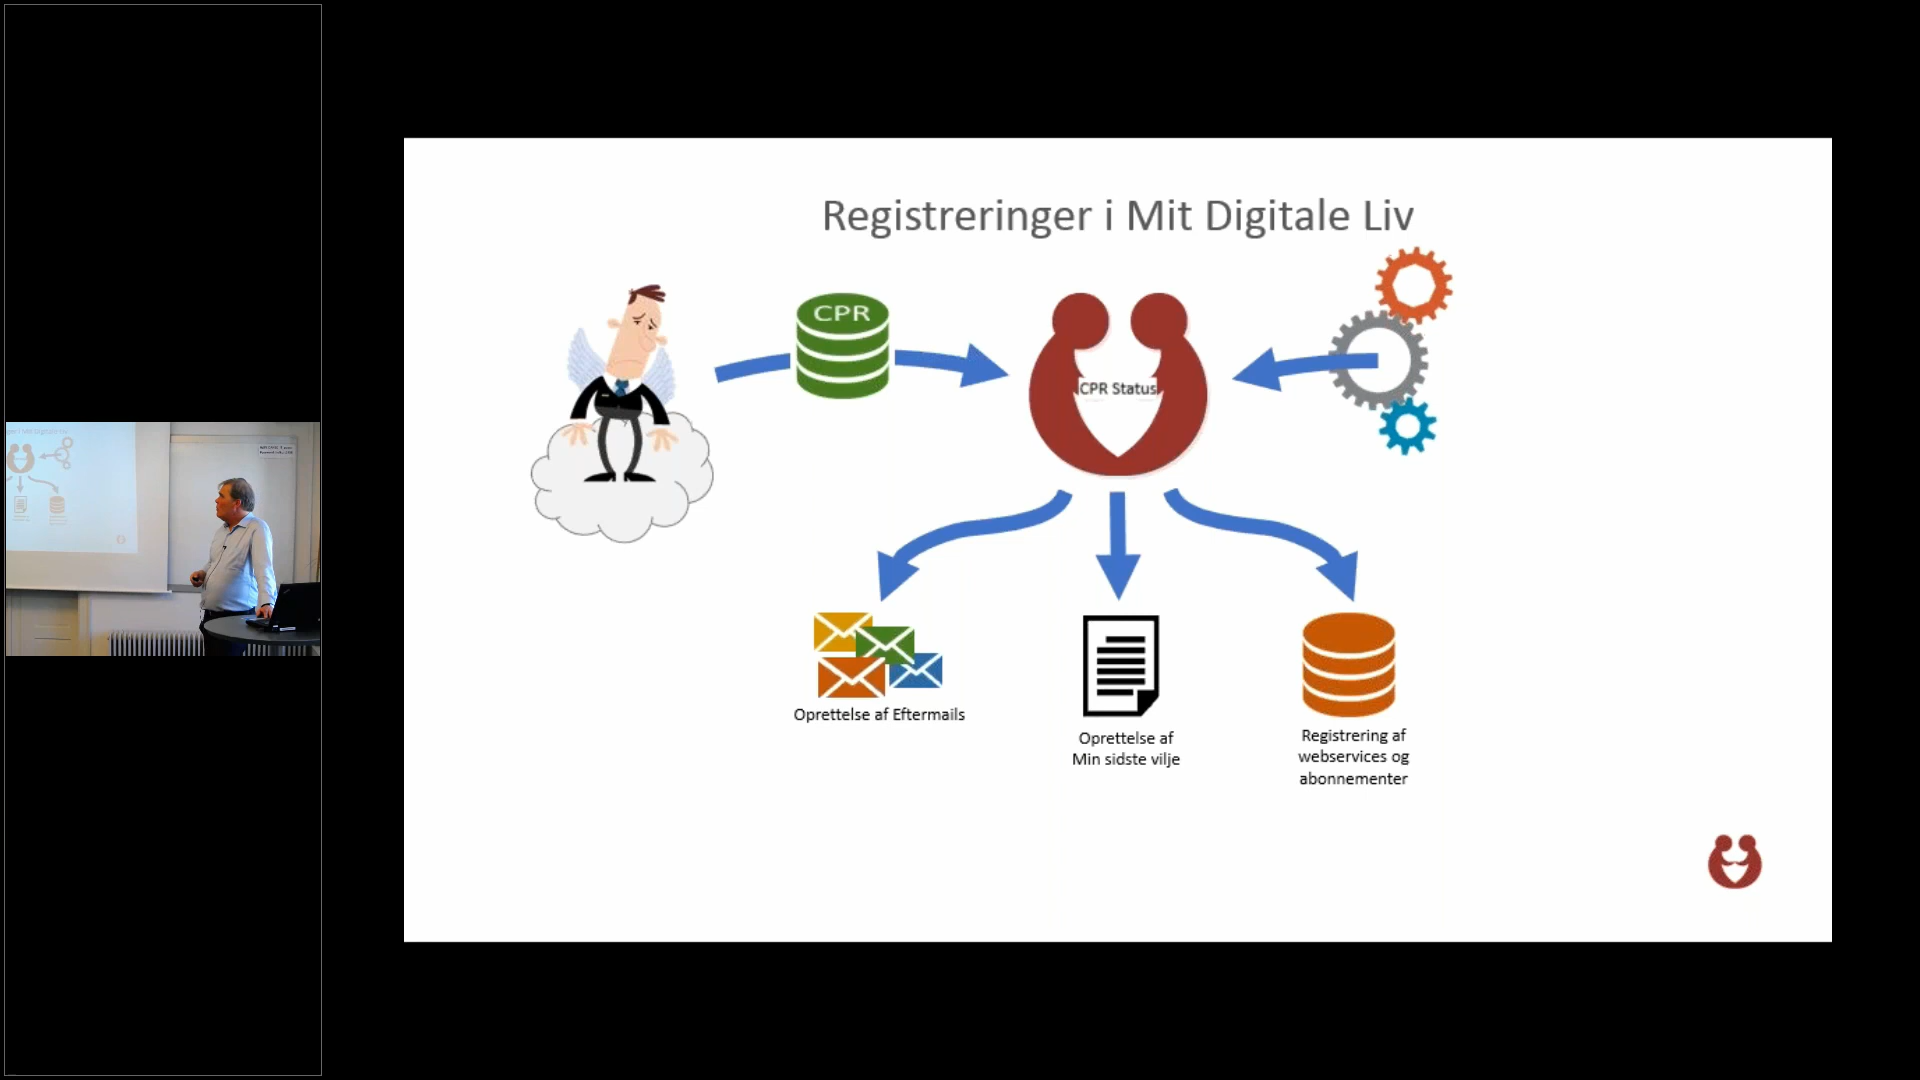 Registreringer i Mit Digitale Liv
CPR
CPR Status
Oprettelse af Eftermails
Oprettelse af
Min sidste vilje
Registrering af
webservices og
abonnementer